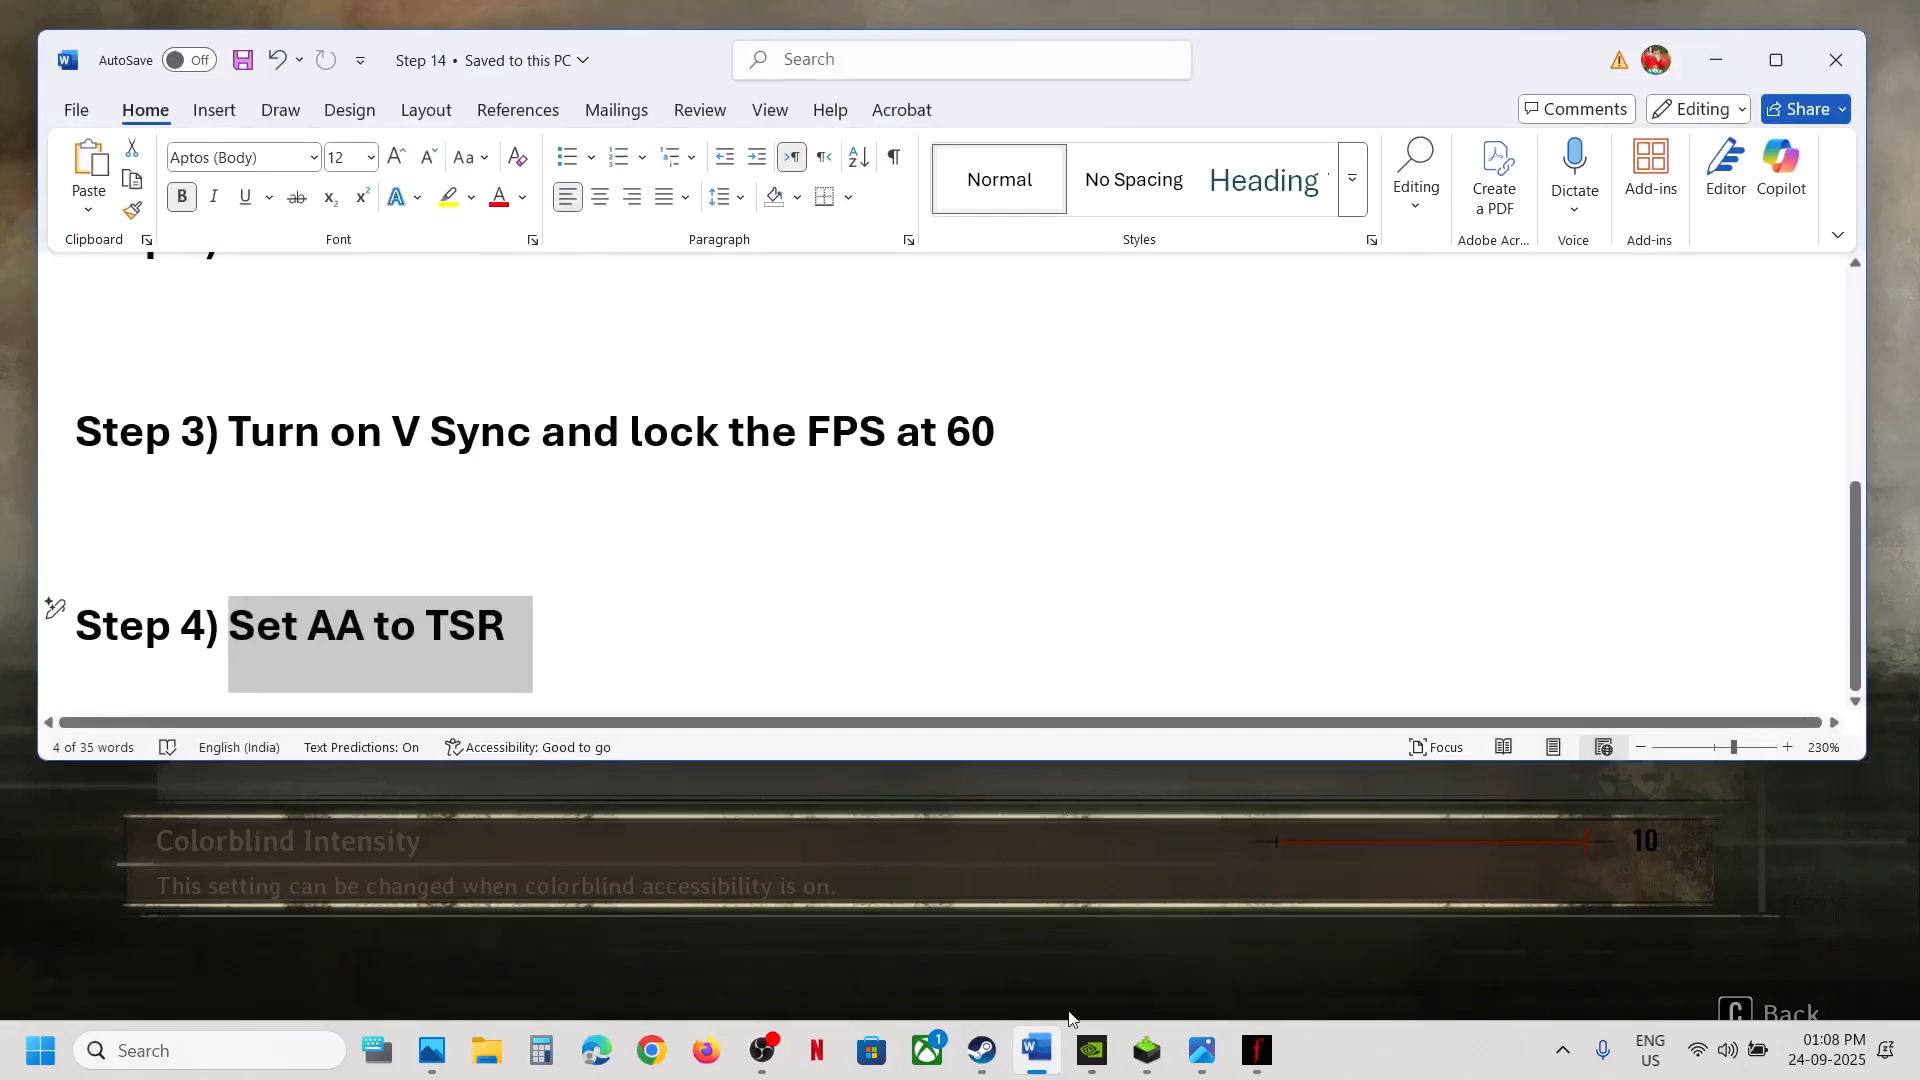 AutoSave Off Step 14 • Saved to this PC Search
File Home Insert Draw Design Layout References Mailings Review View Help Acrobat Comments Editing Share
Paste
Clipboard
Aptos (Body) 12
Font
Paragraph
Normal No Spacing Heading
Styles
Editing
Create a PDF
Adobe Acr...
Dictate
Voice
Add-ins
Add-ins
Editor Copilot
Step 3) Turn on V Sync and lock the FPS at 60
Step 4) Set AA to TSR
4 of 35 words English (India) Text Predictions: On Accessibility: Good to go Focus 230%
Colorblind Intensity 10
This setting can be changed when colorblind accessibility is on.
C Back
Search
1
ENG
US
01:08 PM
24-09-2025